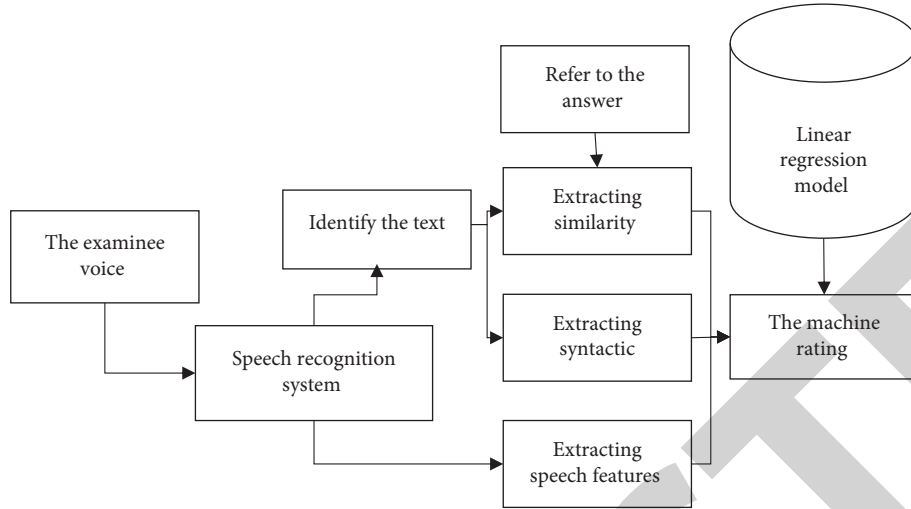 Refer to the
answer
Linear
regression
model
Identify the text
Extracting
similarity
The examinee
voice
Speech recognition
system
Extracting
syntactic
The machine
rating
Extracting
speech features